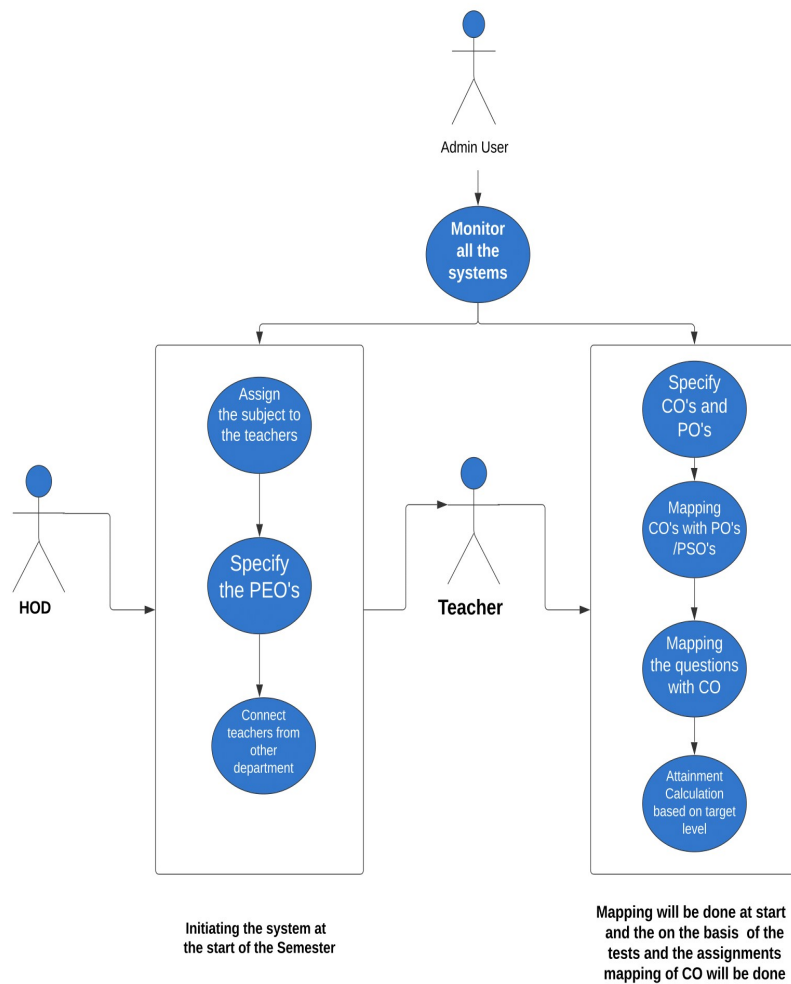 Admin User
Monitor
all the
systems
Assign
the subject to
the teachers
Specify
the PEO's
Connect
teachers from
other
department
HOD
Teacher
Specify
CO's and
PO's
Mapping
CO's with PO's
/PSO's
Mapping
the questions
with CO
Attainment
Calculation
based on target
level
Initiating the system at
the start of the Semester
Mapping will be done at start
and the on the basis of the
tests and the assignments
mapping of CO will be done